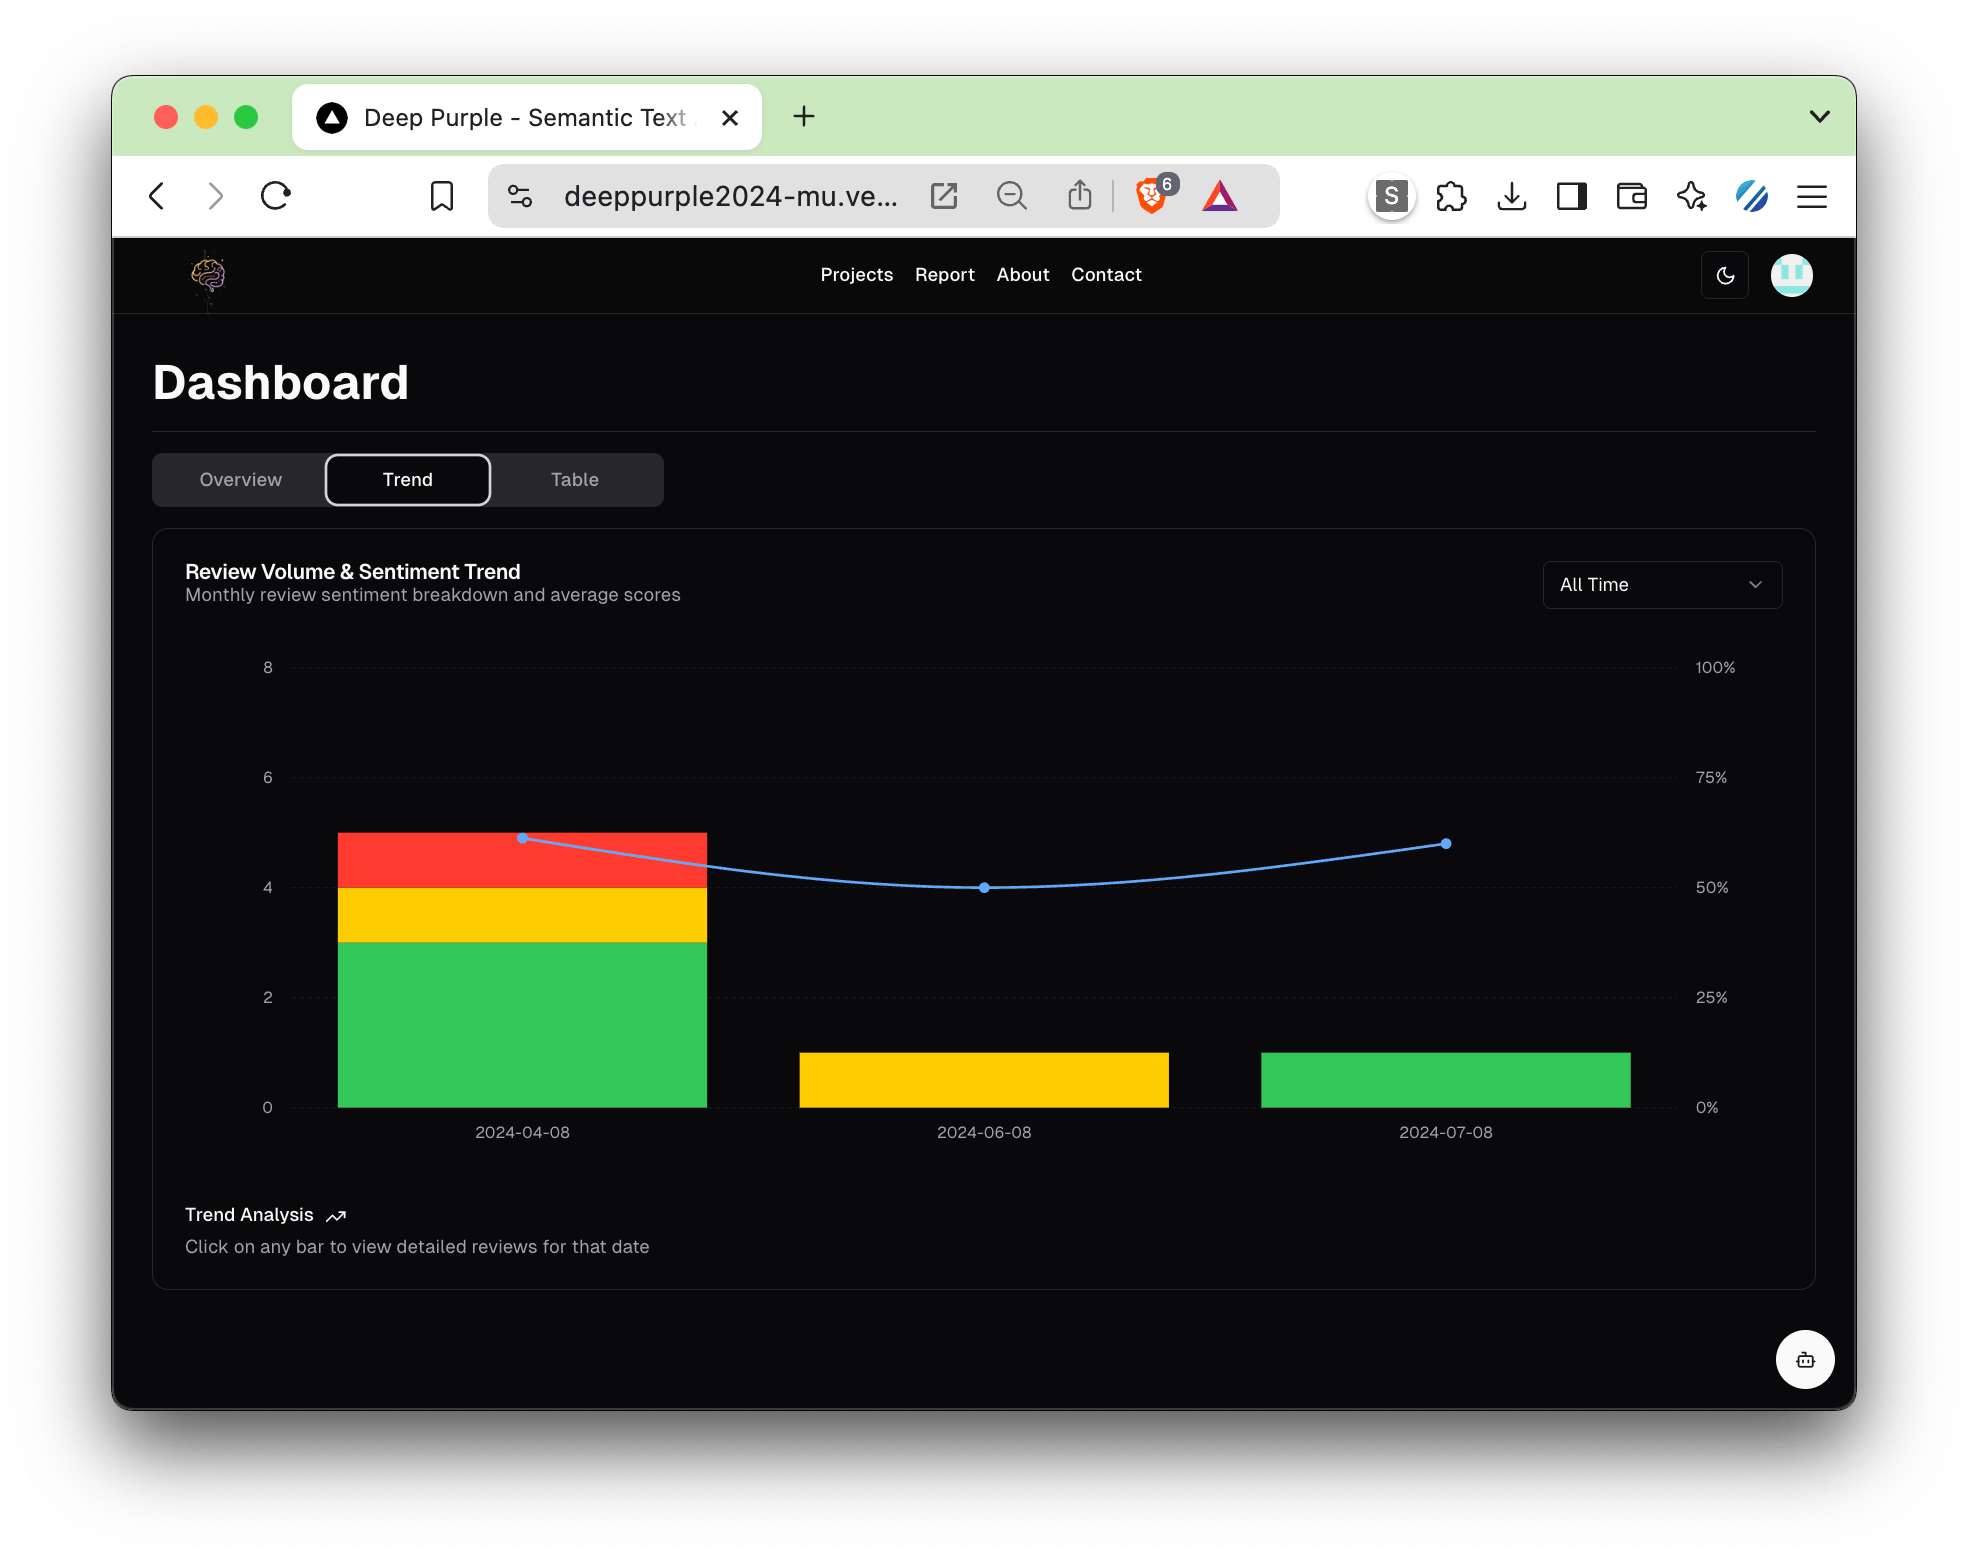 Deep Purple - Semantic Text
deeppurple2024-mu.ve...
6
S
Projects Report About Contact
Dashboard
Overview Trend Table
Review Volume & Sentiment Trend
Monthly review sentiment breakdown and average scores
All Time
8 100%
6 75%
4 50%
2 25%
0 0%
2024-04-08 2024-06-08 2024-07-08
Trend Analysis
Click on any bar to view detailed reviews for that date